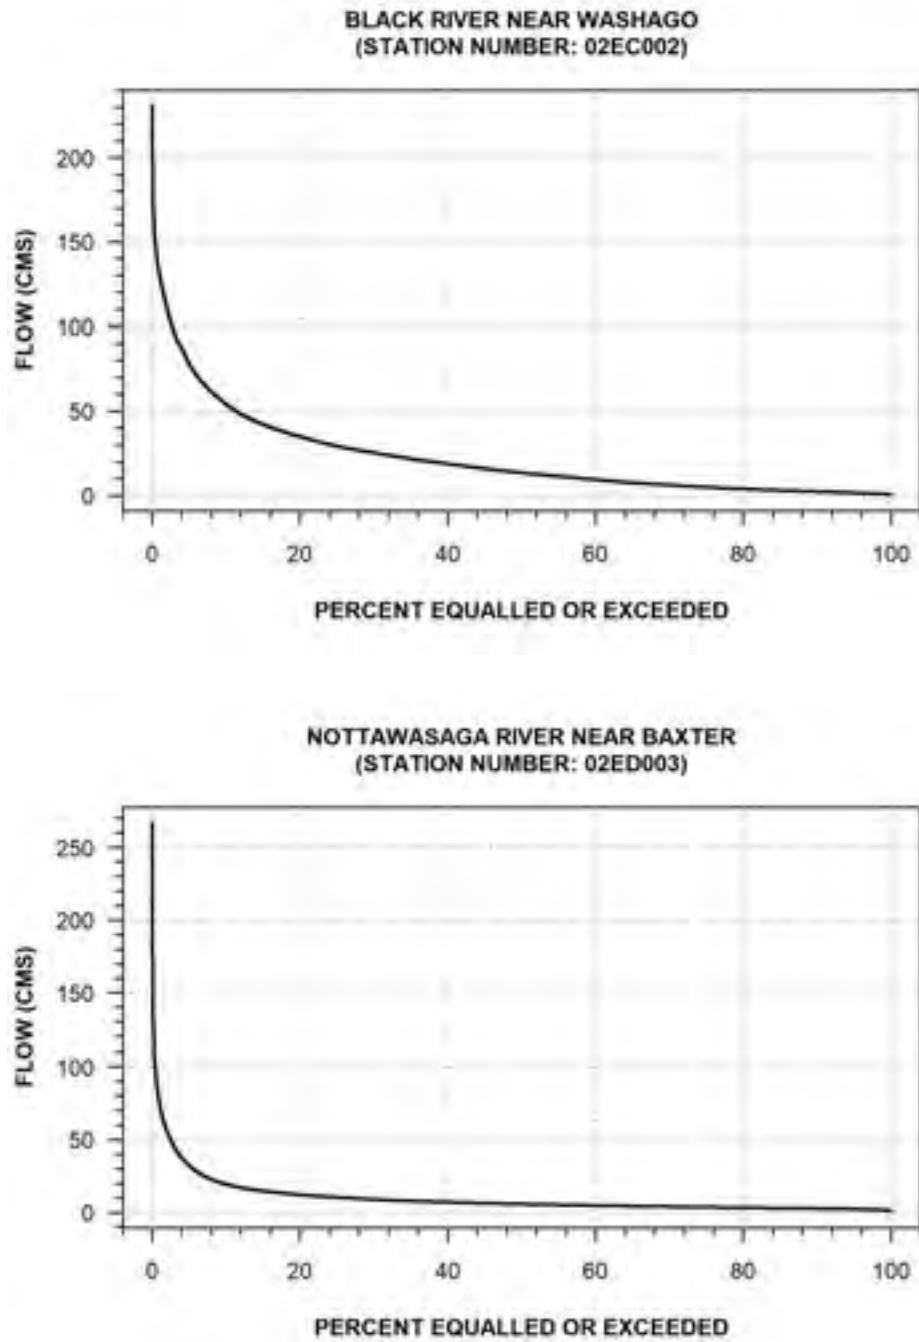 BLACK RIVER NEAR WASHAGO
(STATION NUMBER: 02EC002)
200
150
100
50
0
FLOW (CMS)
0 20 40 60 80 100
PERCENT EQUALLED OR EXCEEDED
NOTTAWASAGA RIVER NEAR BAXTER
(STATION NUMBER: 02ED003)
250
200
150
100
50
0
FLOW (CMS)
0 20 40 60 80 100
PERCENT EQUALLED OR EXCEEDED